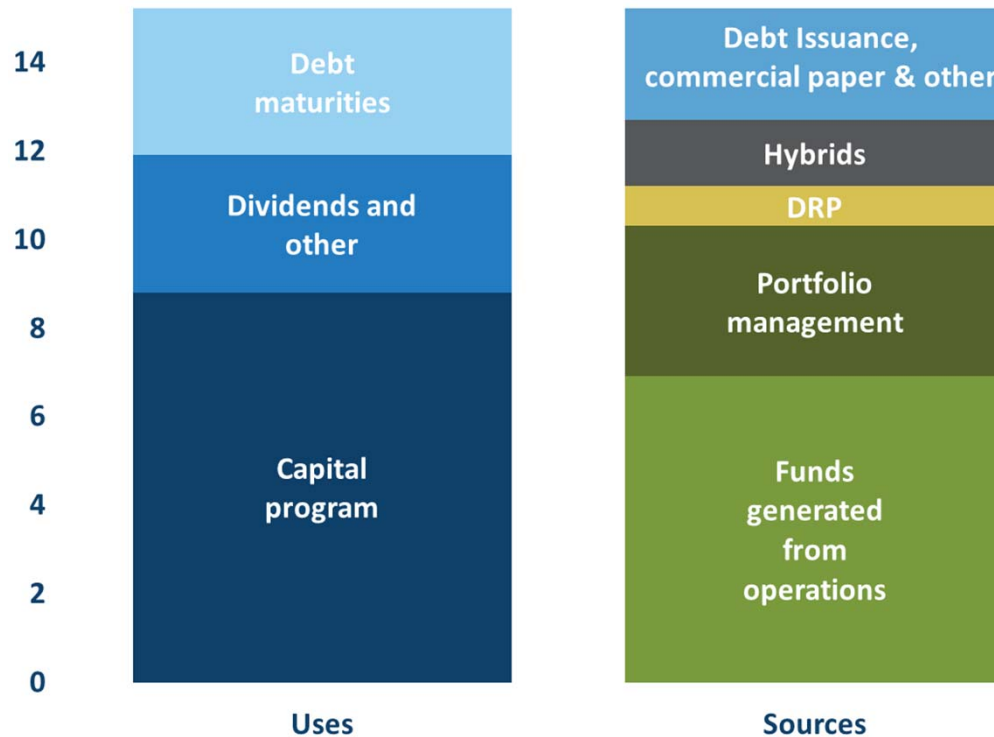 14
12
10
8
6
4
2
0
Debt
maturities
Dividends and
other
Capital
program
Uses
Debt Issuance,
commercial paper & other
Hybrids
DRP
Portfolio
management
Funds
generated
from
operations
Sources